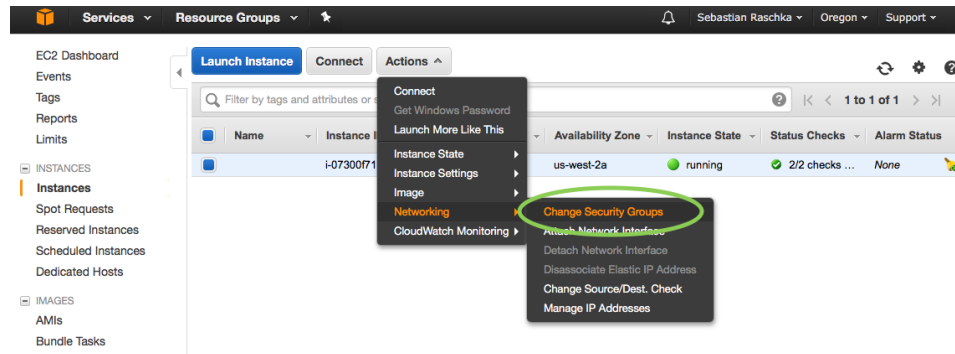 Services Resource Groups Sebastian Raschka Oregon Support
EC2 Dashboard
Events
Tags
Reports
Limits
INSTANCES
Instances
Spot Requests
Reserved Instances
Scheduled Instances
Dedicated Hosts
IMAGES
AMIs
Bundle Tasks
Launch Instance Connect Actions
Filter by tags and attributes or 1 to 1 of 1
Name Instance Availability Zone Instance State Status Checks Alarm Status
i-07300f71 us-west-2a running 2/2 checks ... None
Connect
Get Windows Password
Launch More Like This
Instance State
Instance Settings
Image
Networking
CloudWatch Monitoring
Change Security Groups
Attach Network Interface
Detach Network Interface
Disassociate Elastic IP Address
Change Source/Dest. Check
Manage IP Addresses